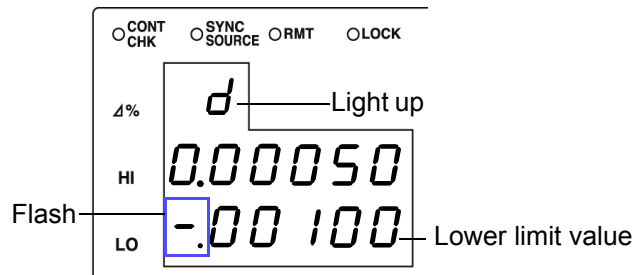 CONT CHK SYNC SOURCE RMT LOCK
⊿% d Light up
HI 0.00050
Flash
LO -.00100 Lower limit value